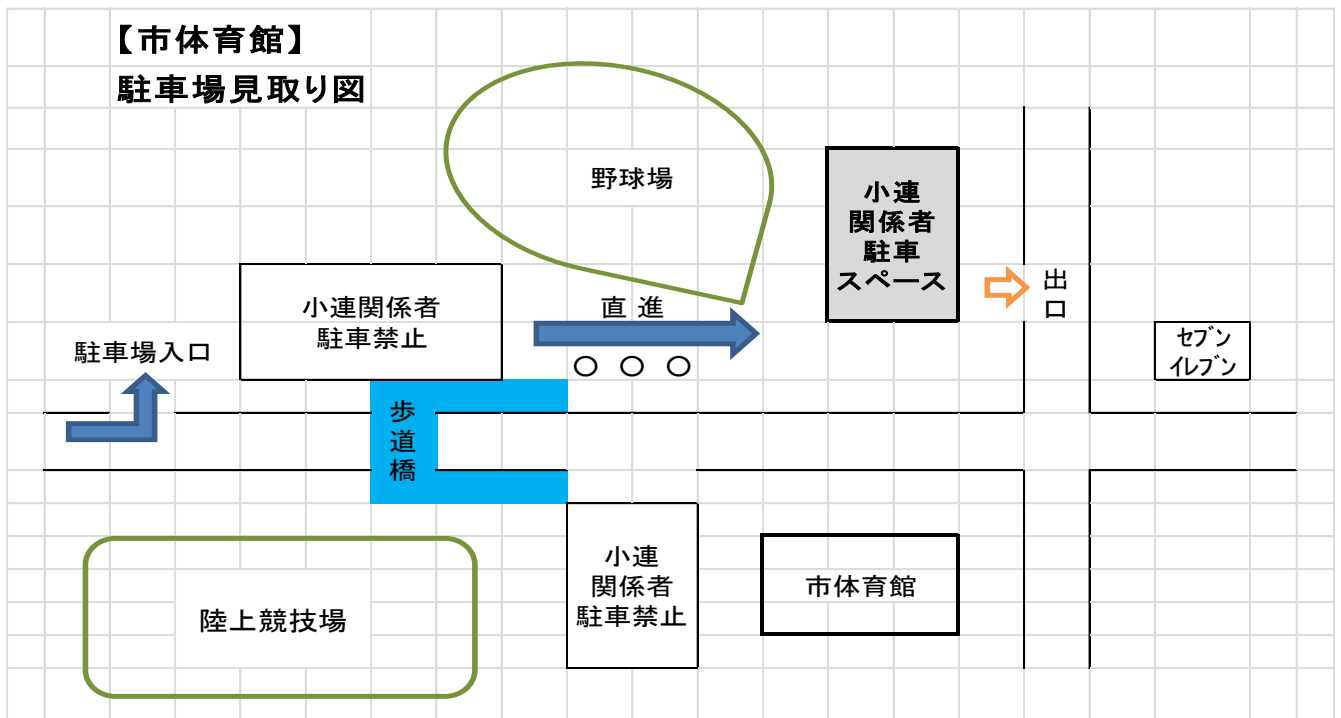 【市体育館】
駐車場見取り図
野球場
小連
関係者
駐車
スペース
小連関係者
駐車禁止
直 進
出
口
駐車場入口
セブン
イレブン
○ ○ ○
歩
道
橋
小連
関係者
駐車禁止
市体育館
陸上競技場